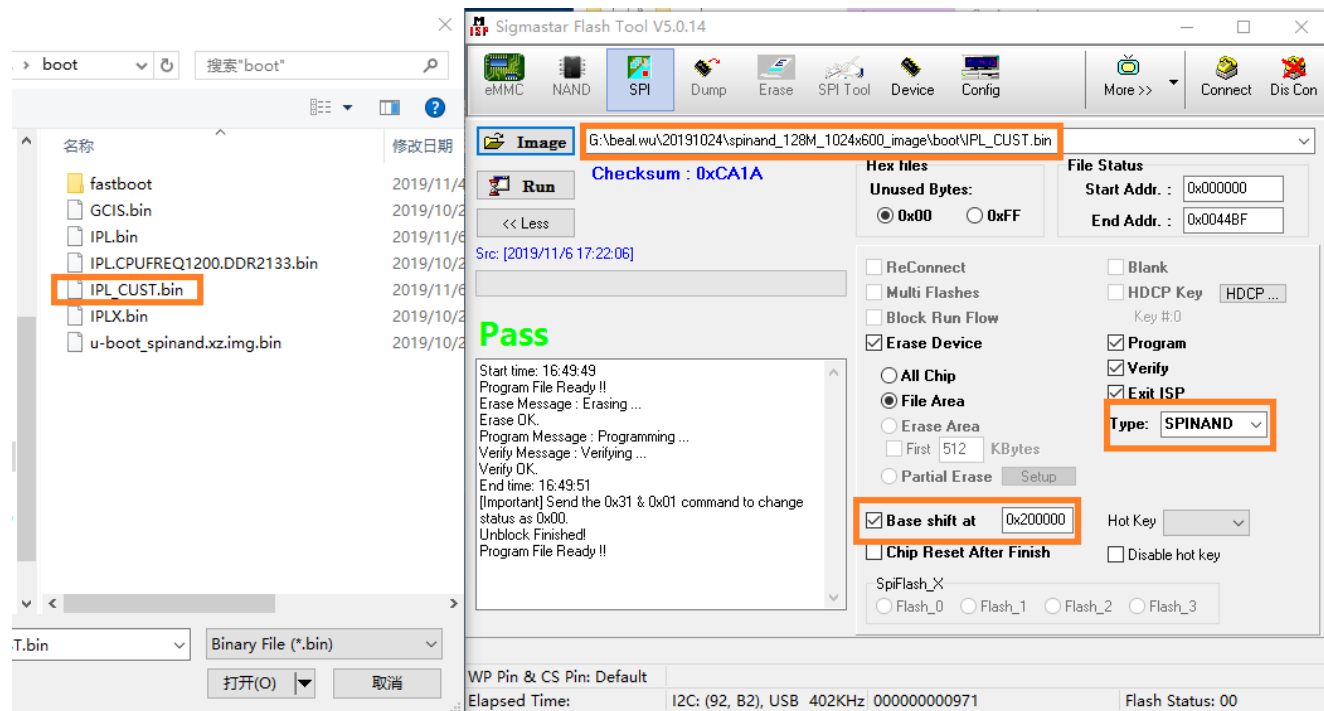 boot
搜索"boot"
名称
修改日期
fastboot 2019/11/4
GCIS.bin 2019/10/2
IPL.bin 2019/11/6
IPL.CPUFREQ1200.DDR2133.bin 2019/10/2
IPL_CUST.bin 2019/11/6
IPLX.bin 2019/10/2
u-boot_spinand.xz.img.bin 2019/10/2
T.bin
Binary File (*.bin)
打开(O)
取消
M
ISP
Sigmastar Flash Tool V5.0.14
eMMC
NAND
SPI
Dump
Erase
SPI Tool
Device
Config
More >>
Connect
Dis Con
Image
G:\beal.wu\20191024\spinand_128M_1024x600_image\boot\IPL_CUST.bin
Run
Checksum : 0xCA1A
<< Less
Src: [2019/11/6 17:22:06]
Hex files
Unused Bytes:
0x00
0xFF
File Status
Start Addr. : 0x000000
End Addr. : 0x0044BF
Pass
Start time: 16:49:49
Program File Ready !!
Erase Message : Erasing ...
Erase OK.
Program Message : Programming ...
Verify Message : Verifying ...
Verify OK.
End time: 16:49:51
[Important] Send the 0x31 & 0x01 command to change
status as 0x00.
Unblock Finished!
Program File Ready !!
ReConnect
Multi Flashes
Block Run Flow
Erase Device
All Chip
File Area
Erase Area
First 512 KBytes
Partial Erase Setup
Base shift at 0x200000
Chip Reset After Finish
Blank
HDCP Key HDCP ...
Key #:0
Program
Verify
Exit ISP
Type: SPINAND
Hot Key
Disable hot key
SpiFlash_X
Flash_0 Flash_1 Flash_2 Flash_3
WP Pin & CS Pin: Default
Elapsed Time: I2C: (92, B2), USB 402KHz 000000000971 Flash Status: 00